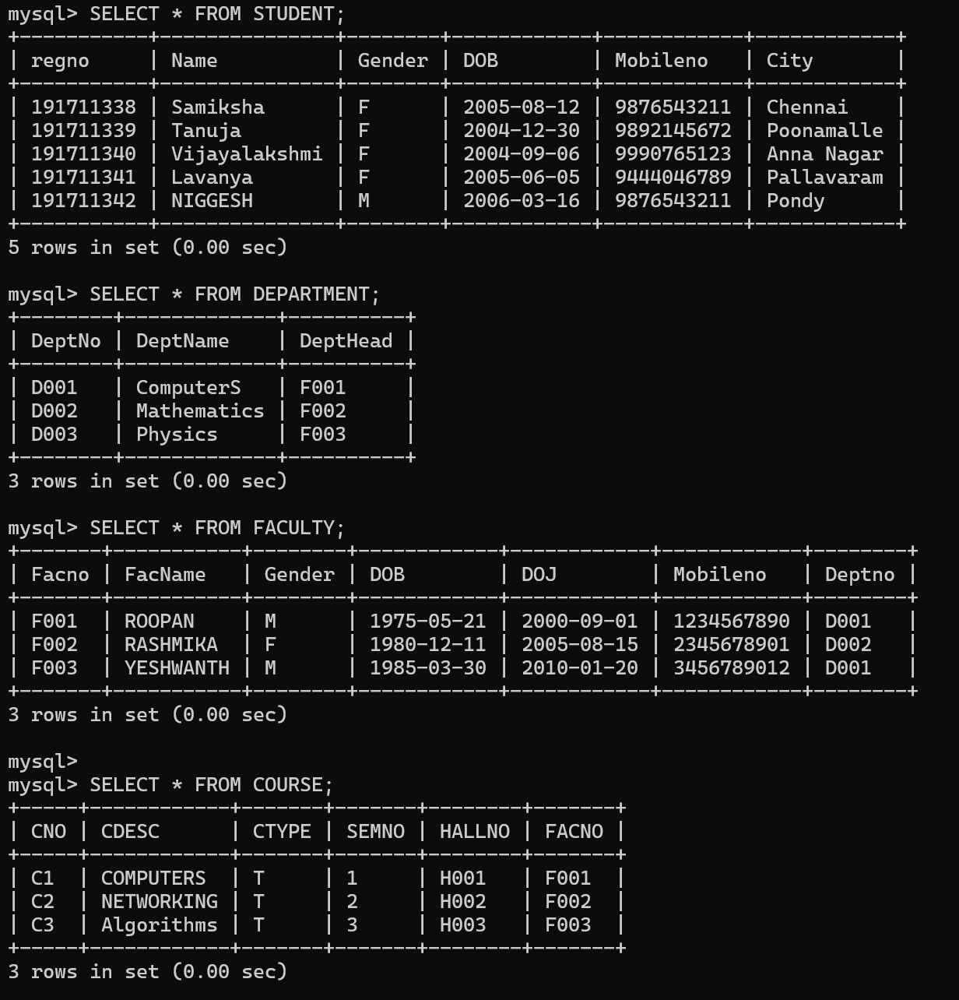 mysql> SELECT * FROM STUDENT;
+-----------+---------------+--------+------------+------------+------------+
| regno     | Name          | Gender | DOB        | Mobileno   | City       |
+-----------+---------------+--------+------------+------------+------------+
| 191711338 | Samiksha      | F      | 2005-08-12 | 9876543211 | Chennai    |
| 191711339 | Tanuja        | F      | 2004-12-30 | 9892145672 | Poonamalle |
| 191711340 | Vijayalakshmi | F      | 2004-09-06 | 9990765123 | Anna Nagar |
| 191711341 | Lavanya       | F      | 2005-06-05 | 9444046789 | Pallavaram |
| 191711342 | NIGGESH       | M      | 2006-03-16 | 9876543211 | Pondy      |
+-----------+---------------+--------+------------+------------+------------+
5 rows in set (0.00 sec)

mysql> SELECT * FROM DEPARTMENT;
+--------+-------------+----------+
| DeptNo | DeptName    | DeptHead |
+--------+-------------+----------+
| D001   | ComputerS   | F001     |
| D002   | Mathematics | F002     |
| D003   | Physics     | F003     |
+--------+-------------+----------+
3 rows in set (0.00 sec)

mysql> SELECT * FROM FACULTY;
+-------+-----------+--------+------------+------------+------------+--------+
| Facno | FacName   | Gender | DOB        | DOJ        | Mobileno   | Deptno |
+-------+-----------+--------+------------+------------+------------+--------+
| F001  | ROOPAN    | M      | 1975-05-21 | 2000-09-01 | 1234567890 | D001   |
| F002  | RASHMIKA  | F      | 1980-12-11 | 2005-08-15 | 2345678901 | D002   |
| F003  | YESHWANTH | M      | 1985-03-30 | 2010-01-20 | 3456789012 | D001   |
+-------+-----------+--------+------------+------------+------------+--------+
3 rows in set (0.00 sec)

mysql>
mysql> SELECT * FROM COURSE;
+-----+------------+-------+-------+--------+-------+
| CNO | CDESC      | CTYPE | SEMNO | HALLNO | FACNO |
+-----+------------+-------+-------+--------+-------+
| C1  | COMPUTERS  | T     | 1     | H001   | F001  |
| C2  | NETWORKING | T     | 2     | H002   | F002  |
| C3  | Algorithms | T     | 3     | H003   | F003  |
+-----+------------+-------+-------+--------+-------+
3 rows in set (0.00 sec)